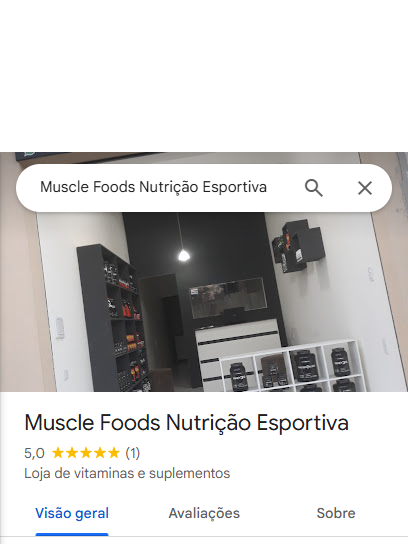 Muscle Foods Nutrição Esportiva
Muscle Foods Nutrição Esportiva
5,0 (1)
Loja de vitaminas e suplementos
Visão geral Avaliações Sobre